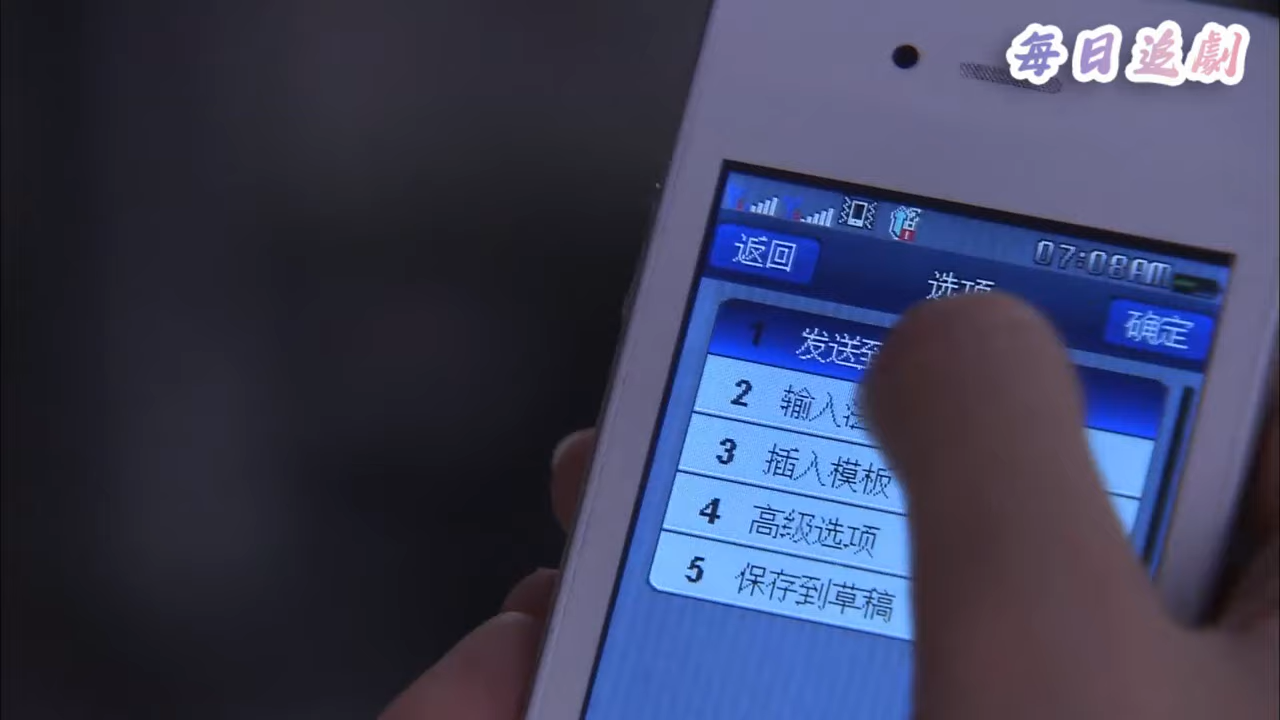 每日追劇
07:08AM
返回
选项
确定
1 发送到
2 输入
3 插入模板
4 高级选项
5 保存到草稿